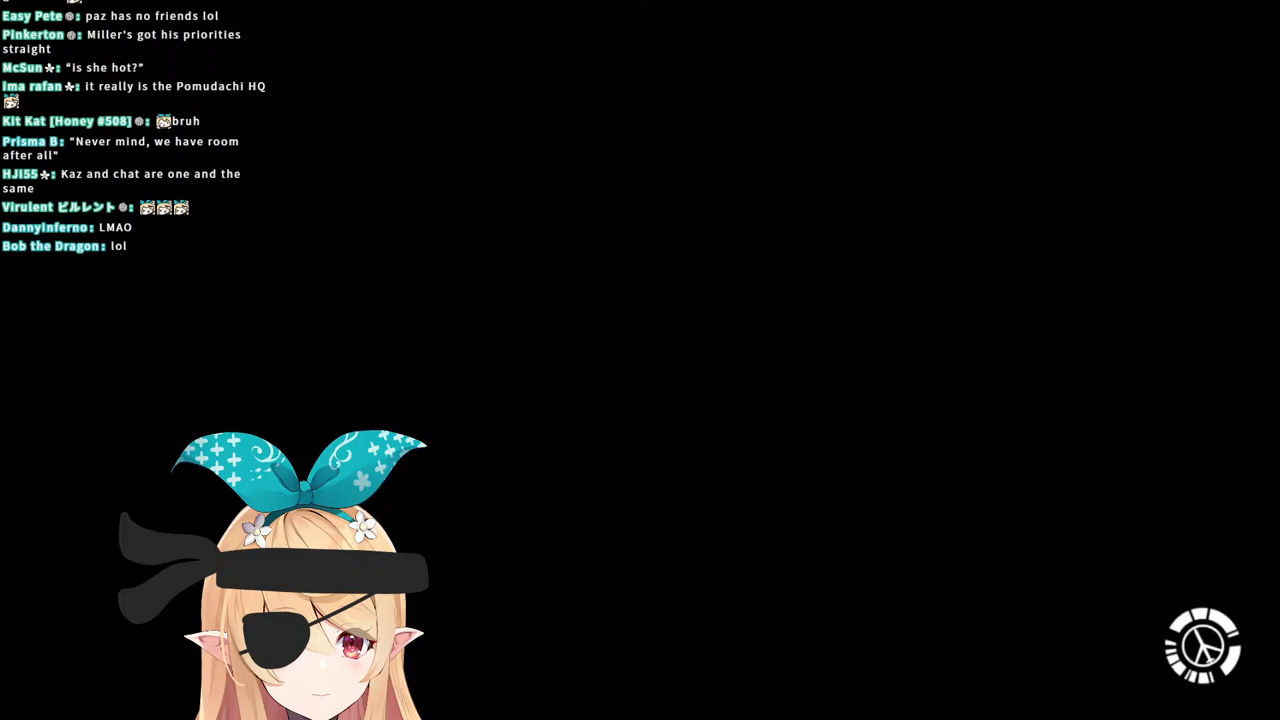 Easy Pete: paz has no friends lol
Pinkerton: Miller's got his priorities
straight
McSun: "is she hot?"
Ima rafan: it really is the Pomudachi HQ
Kit Kat [Honey #508]: bruh
Prisma B: "Never mind, we have room
after all"
HJI55: Kaz and chat are one and the
same
Virulent ビルレント:
DannyInferno: LMAO
Bob the Dragon: lol